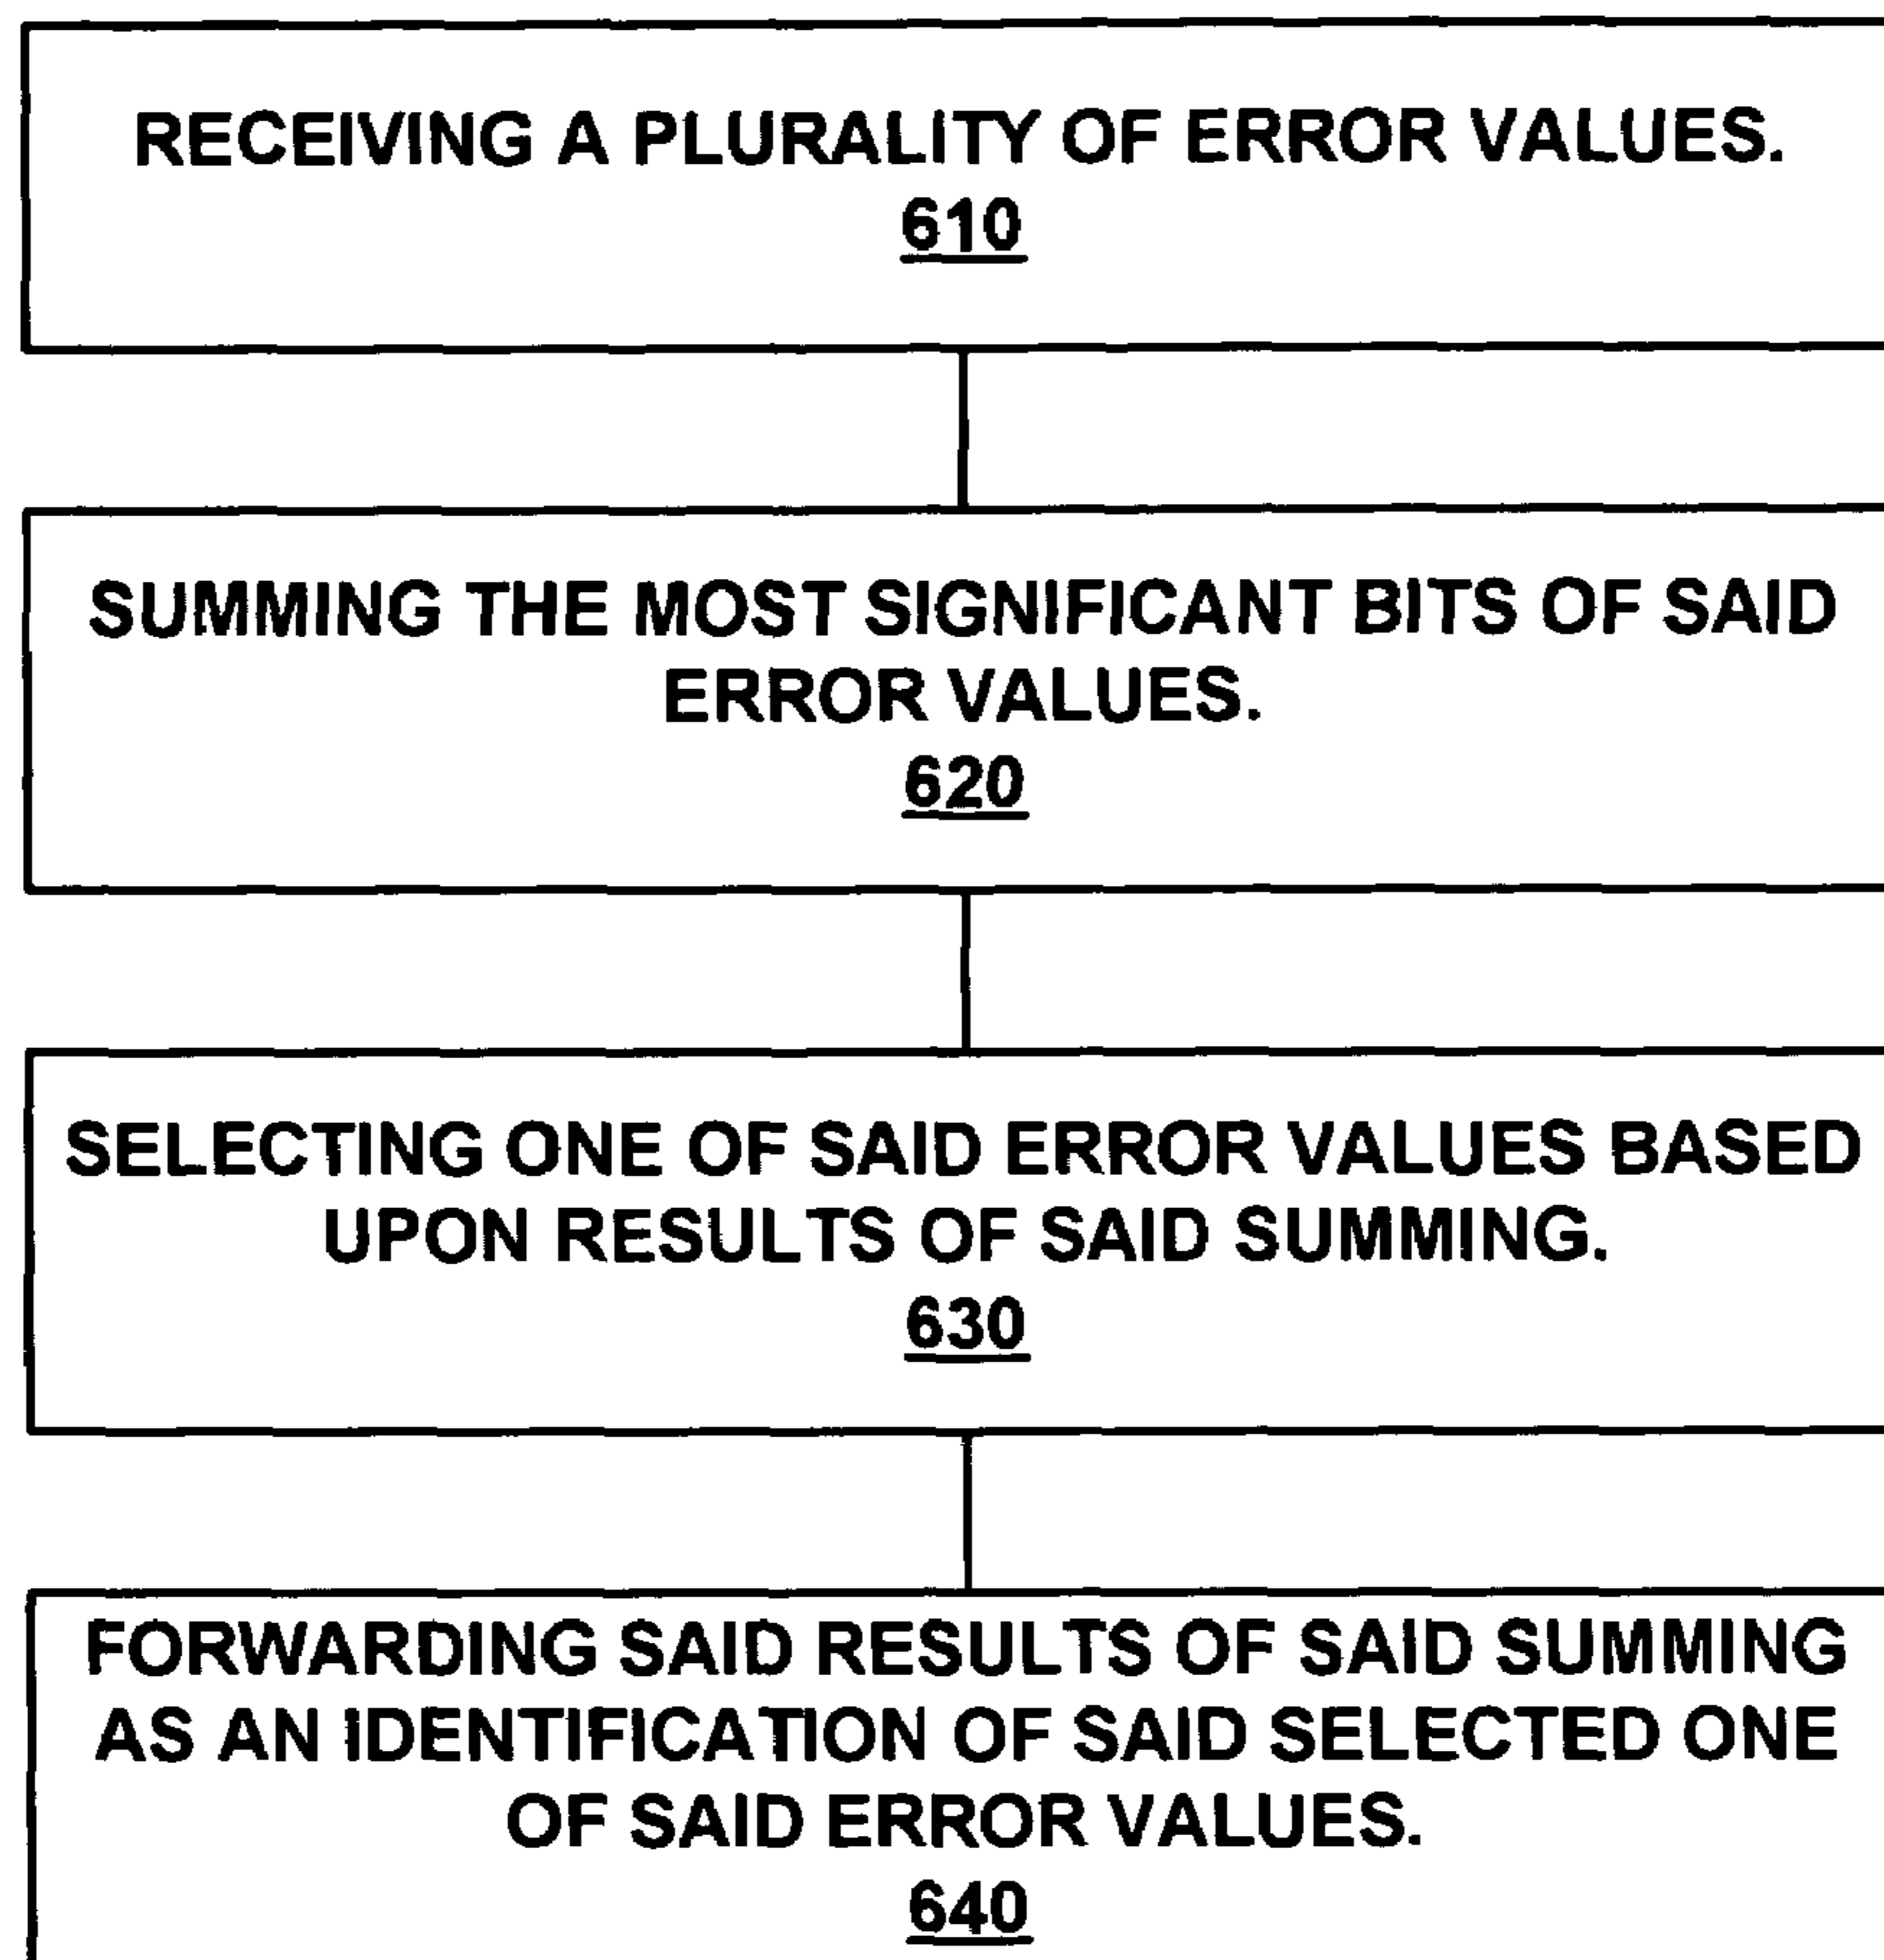 RECEIVING A PLURALITY OF ERROR VALUES.
610
SUMMING THE MOST SIGNIFICANT BITS OF SAID
ERROR VALUES.
620
SELECTING ONE OF SAID ERROR VALUES BASED
UPON RESULTS OF SAID SUMMING.
630
FORWARDING SAID RESULTS OF SAID SUMMING
AS AN IDENTIFICATION OF SAID SELECTED ONE
OF SAID ERROR VALUES.
640